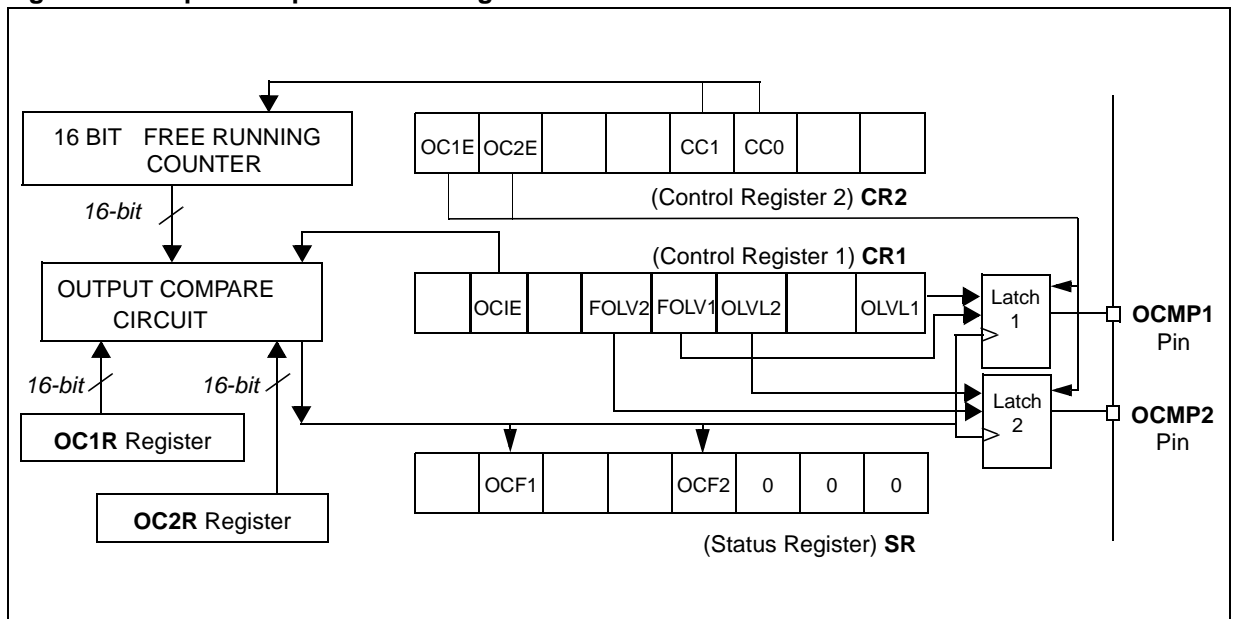 16 BIT FREE RUNNING
COUNTER
OC1E OC2E CC1 CC0
(Control Register 2) CR2
16-bit
(Control Register 1) CR1
OUTPUT COMPARE
CIRCUIT
OCIE FOLV2 FOLV1 OLVL2 OLVL1
Latch
1
OCMP1
Pin
16-bit
16-bit
Latch
2
OCMP2
Pin
OC1R Register
OCF1 OCF2 0 0 0
OC2R Register
(Status Register) SR